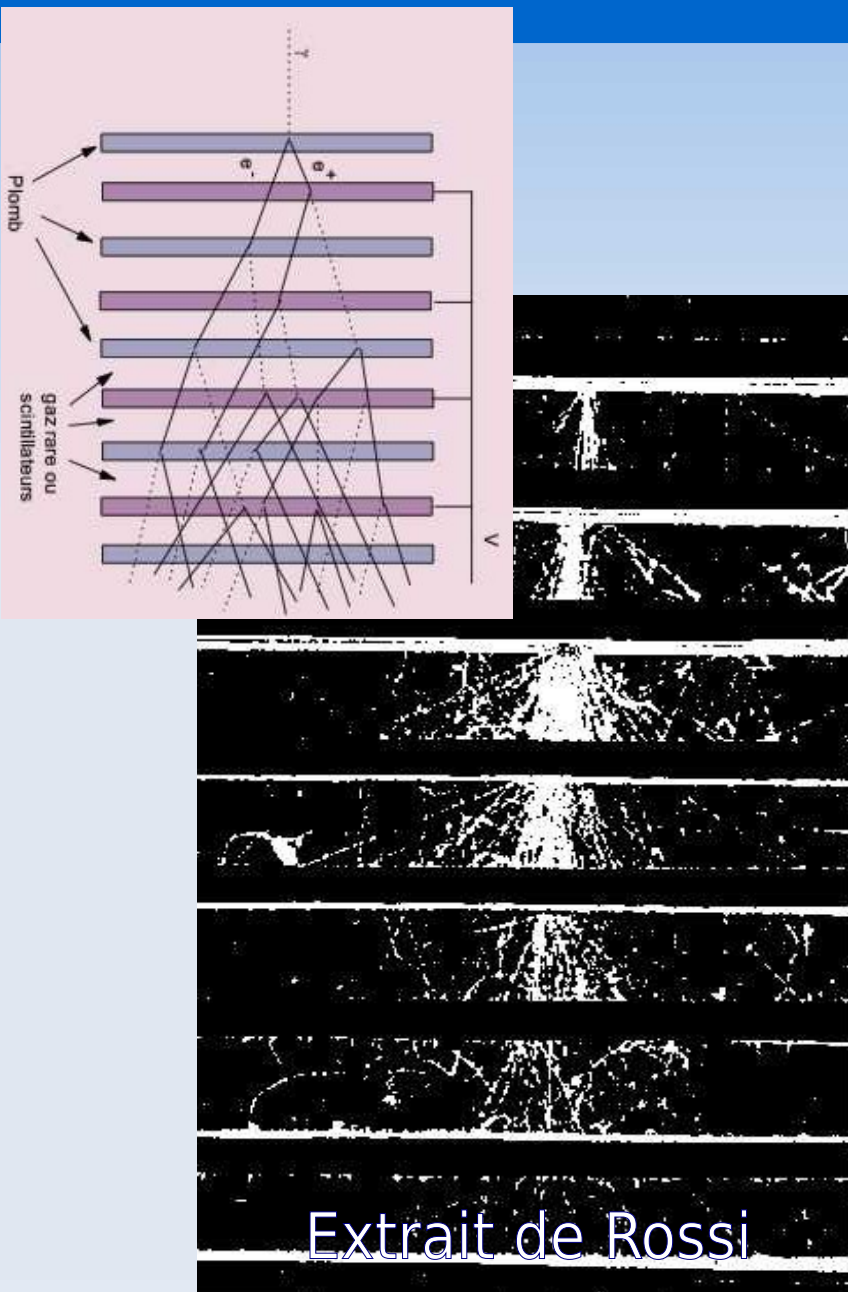 γ
e⁻
e⁺
Plomb
gaz rare ou
scintillateurs
V
Extrait de Rossi